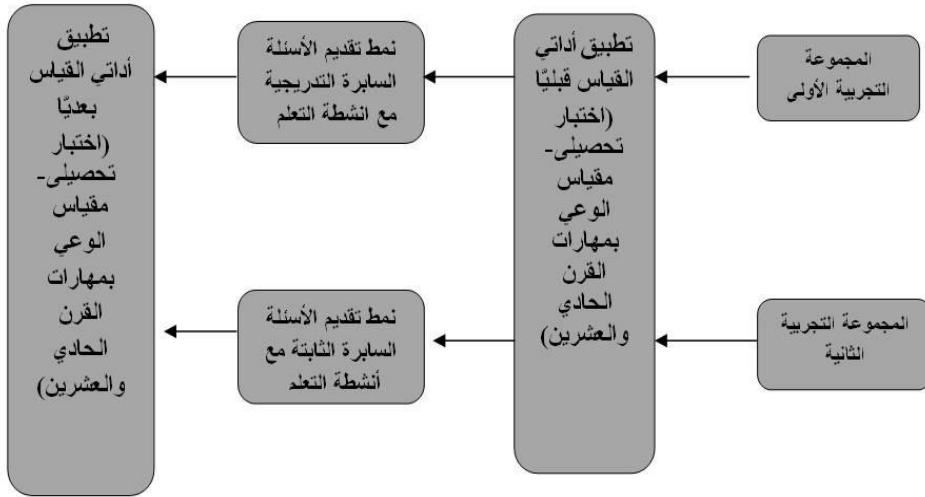 المجموعة
التجربية الأولى
تطبيق أداتي
القياس قبليًا
(اختبار
تحصيلى-
مقياس
الوعي
بمهارات
القرن
الحادي
والعشرين)
نمط تقديم الأسئلة
السابرة التدريجية
مع انشطة التعلم
تطبيق
أداتي القياس
بعديًا
(اختبار
تحصيلى-
مقياس
الوعي
بمهارات
القرن
الحادي
والعشرين)
المجموعة التجربية
الثانية
نمط تقديم الأسئلة
السابرة الثابتة مع
أنشطة التعلم